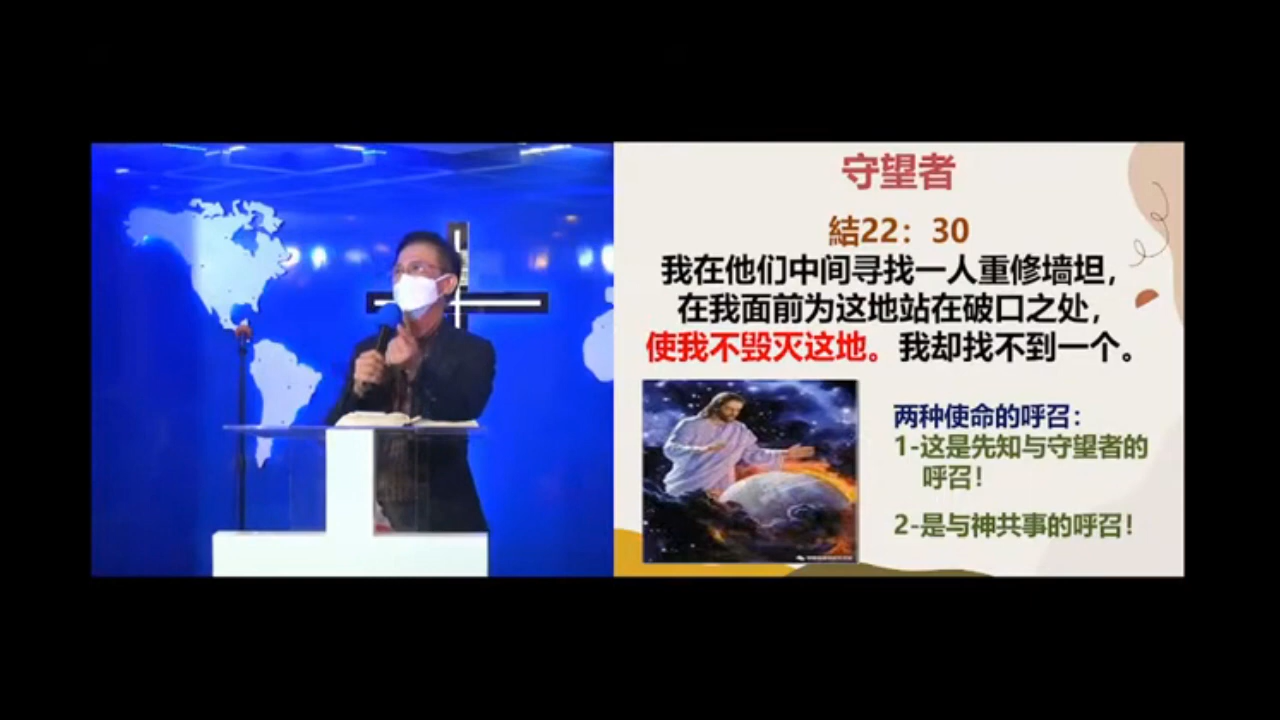 守望者
結22：30
我在他们中间寻找一人重修墙坦，
在我面前为这地站在破口之处，
使我不毁灭这地。我却找不到一个。
两种使命的呼召：
1-这是先知与守望者的
呼召！
2-是与神共事的呼召！